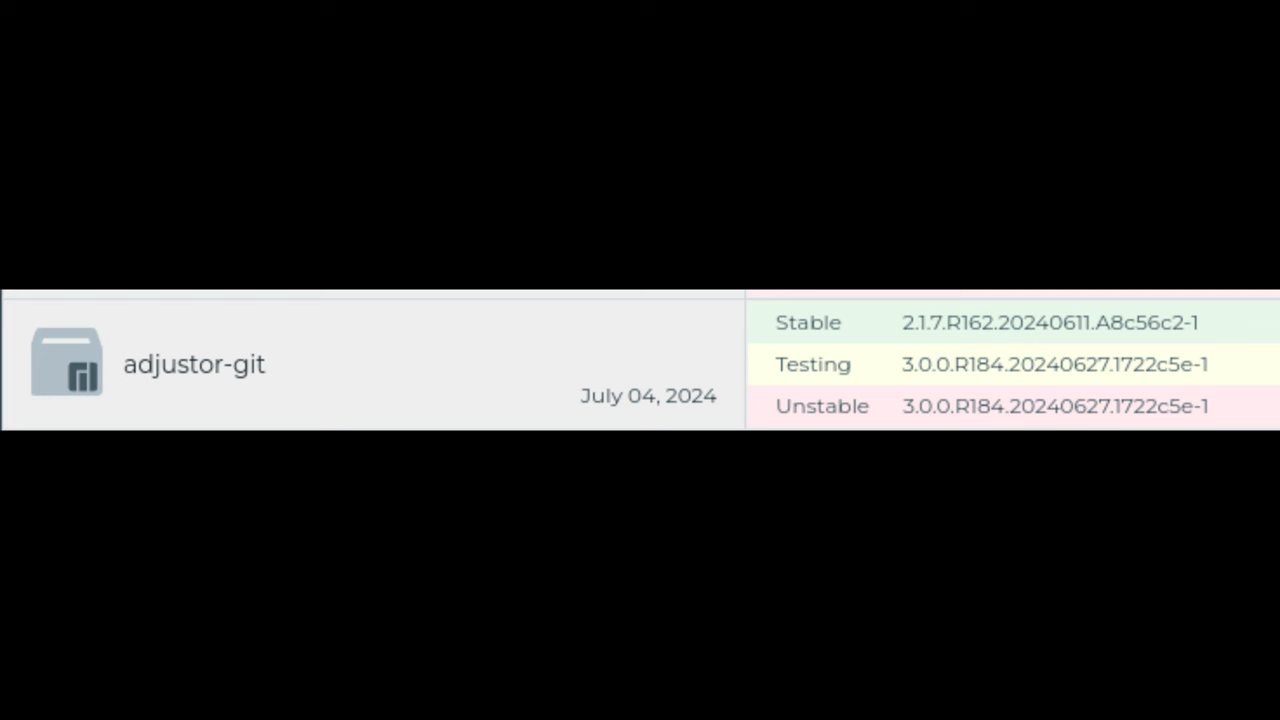 adjustor-git
July 04, 2024
Stable 2.1.7.R162.20240611.A8c56c2-1
Testing 3.0.0.R184.20240627.1722c5e-1
Unstable 3.0.0.R184.20240627.1722c5e-1